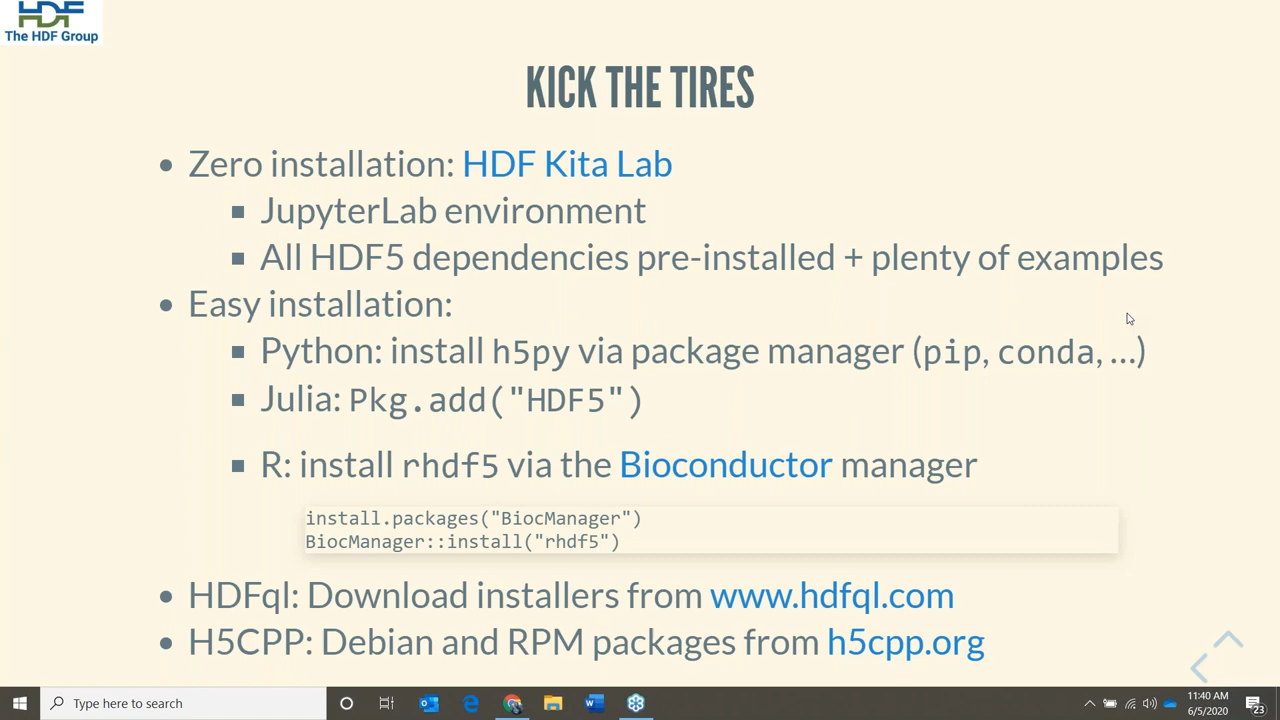 HDF
The HDF Group
KICK THE TIRES
• Zero installation: HDF Kita Lab
▪ JupyterLab environment
▪ All HDF5 dependencies pre-installed + plenty of examples
• Easy installation:
▪ Python: install h5py via package manager (pip, conda, ...)
▪ Julia: Pkg.add("HDF5")
▪ R: install rhdf5 via the Bioconductor manager
install.packages("BiocManager")
BiocManager::install("rhdf5")
• HDFql: Download installers from www.hdfql.com
• H5CPP: Debian and RPM packages from h5cpp.org
Type here to search
11:40 AM
6/5/2020
23